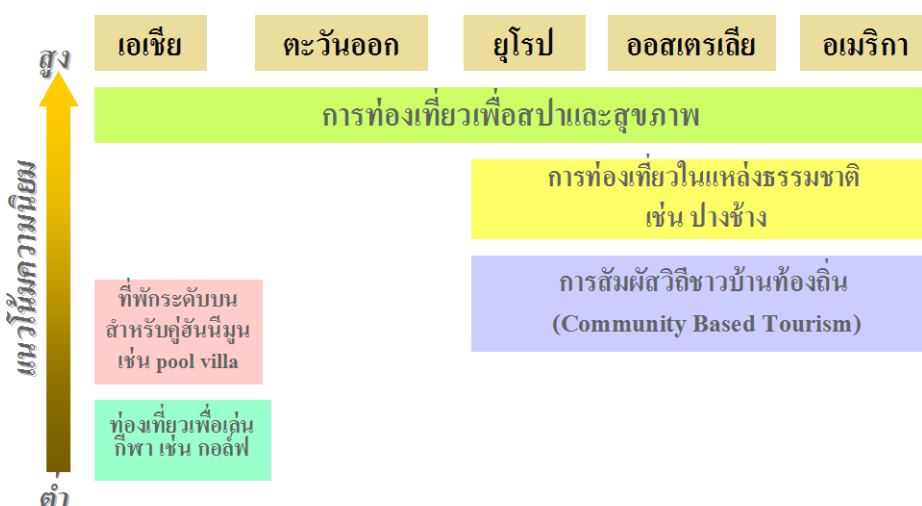 เอเชีย
ตะวันออก
ยุโรป
ออสเตรเลีย
อเมริกา
สูง
การท่องเที่ยวเพื่อสปาและสุขภาพ
การท่องเที่ยวในแหล่งธรรมชาติ
เช่น ปางช้าง
แนวโน้มความนิยม
การสัมผัสวิถีชาวบ้านท้องถิ่น
(Community Based Tourism)
ที่พักระดับบน
สำหรับคู่ฮันนีมูน
เช่น pool villa
ท่องเที่ยวเพื่อเล่น
กีฬา เช่น กอล์ฟ
ต่ำ